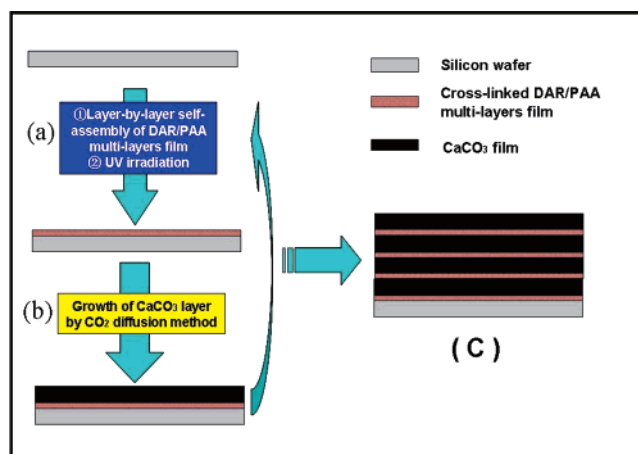 (a)
①Layer-by-layer self-
assembly of DAR/PAA
multi-layers film
② UV irradiation
(b)
Growth of CaCO₃ layer
by CO₂ diffusion method
Silicon wafer
Cross-linked DAR/PAA
multi-layers film
CaCO₃ film
( C )